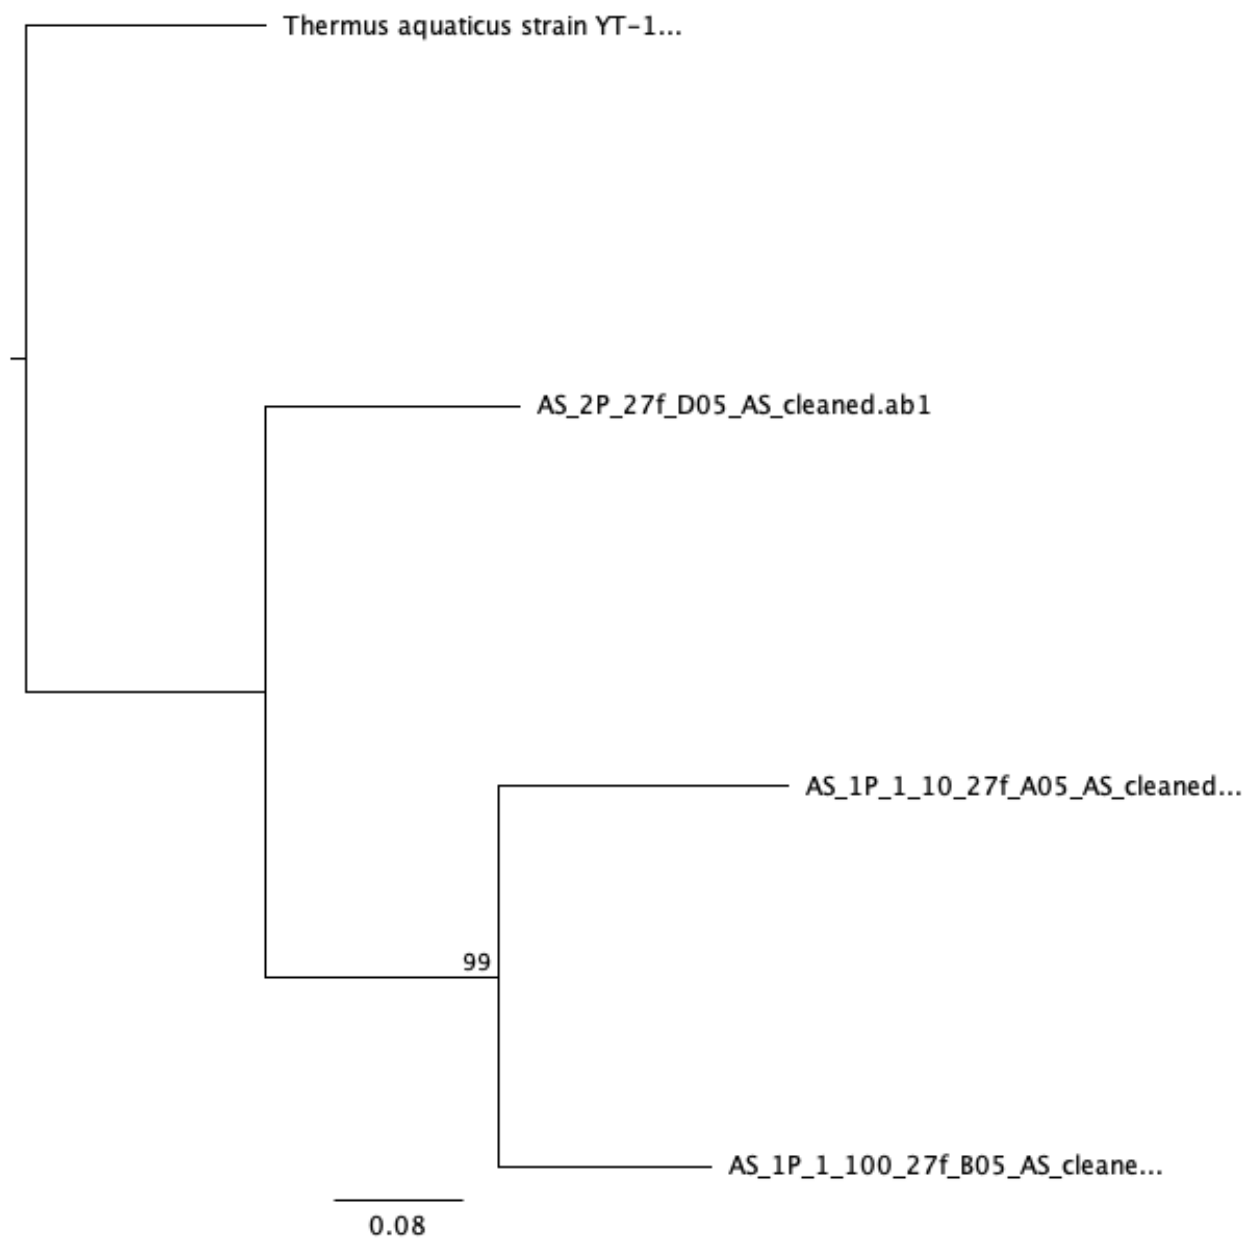 Thermus aquaticus strain YT-1...
AS_2P_27f_D05_AS_cleaned.ab1
AS_1P_1_10_27f_A05_AS_cleaned...
99
AS_1P_1_100_27f_B05_AS_cleane...
0.08